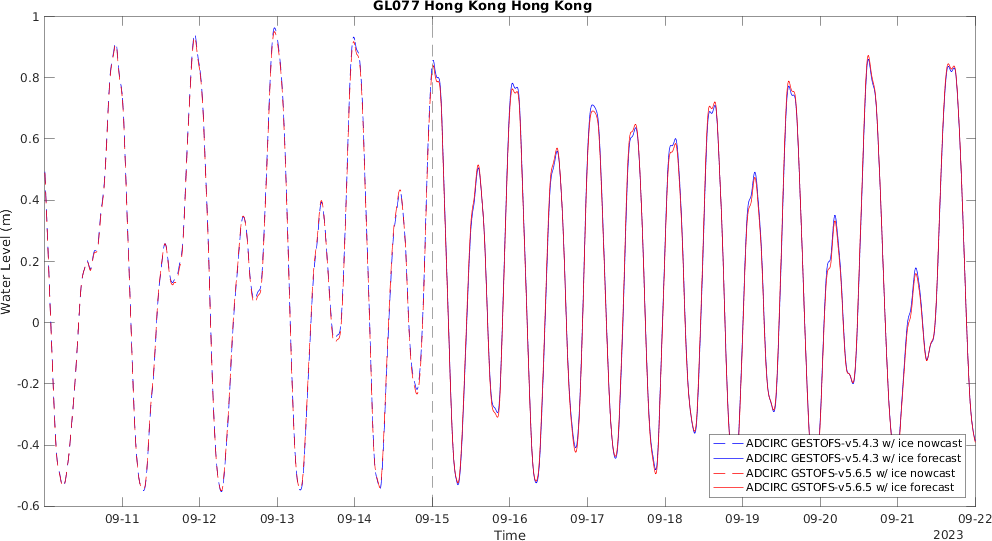 GL077 Hong Kong Hong Kong
Water Level (m)
1
0.8
0.6
0.4
0.2
0
-0.2
-0.4
-0.6
ADCIRC GESTOFS-v5.4.3 w/ ice nowcast
ADCIRC GESTOFS-v5.4.3 w/ ice forecast
ADCIRC GSTOFS-v5.6.5 w/ ice nowcast
ADCIRC GSTOFS-v5.6.5 w/ ice forecast
09-11 09-12 09-13 09-14 09-15 09-16 09-17 09-18 09-19 09-20 09-21 09-22
Time
2023